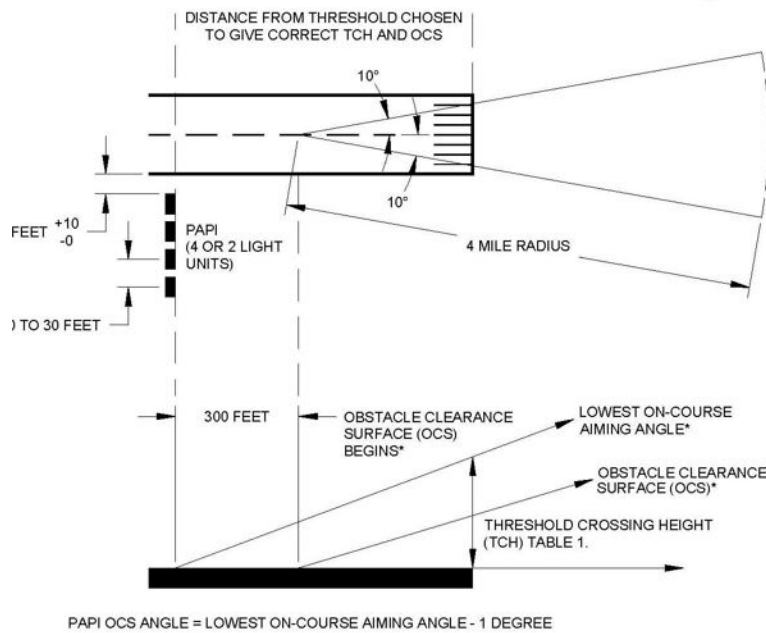 DISTANCE FROM THRESHOLD CHOSEN
TO GIVE CORRECT TCH AND OCS
10°
10°
FEET +10
-0
PAPI
(4 OR 2 LIGHT
UNITS)
4 MILE RADIUS
TO 30 FEET
300 FEET
OBSTACLE CLEARANCE
SURFACE (OCS)
BEGINS*
LOWEST ON-COURSE
AIMING ANGLE*
OBSTACLE CLEARANCE
SURFACE (OCS)*
THRESHOLD CROSSING HEIGHT
(TCH) TABLE 1.
PAPI OCS ANGLE = LOWEST ON-COURSE AIMING ANGLE - 1 DEGREE